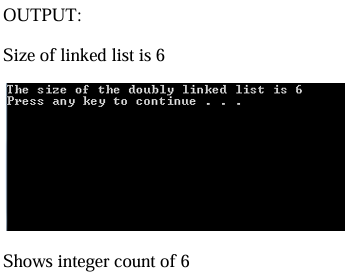 OUTPUT:
Size of linked list is 6
The size of the doubly linked list is 6
Press any key to continue . . .
Shows integer count of 6